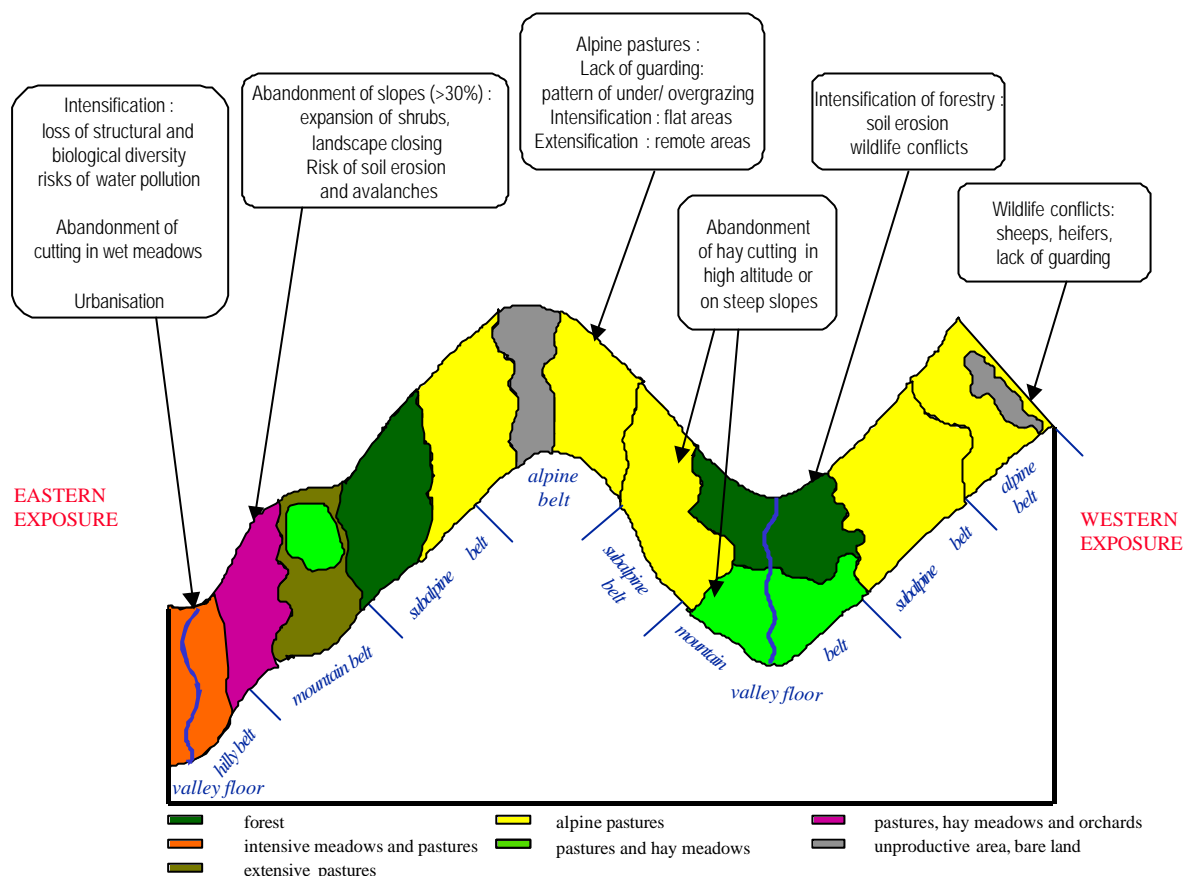 Intensification :
loss of structural and
biological diversity
risks of water pollution
Abandonment of
cutting in wet meadows
Urbanisation
Abandonment of slopes (>30%) :
expansion of shrubs,
landscape closing
Risk of soil erosion
and avalanches
Alpine pastures :
Lack of guarding:
pattern of under/ overgrazing
Intensification : flat areas
Extensification : remote areas
Intensification of forestry :
soil erosion
wildlife conflicts
Abandonment
of hay cutting in
high altitude or
on steep slopes
Wildlife conflicts:
sheeps, heifers,
lack of guarding
EASTERN
EXPOSURE
WESTERN
EXPOSURE
valley floor
hilly belt
mountain belt
subalpine belt
alpine
belt
subalpine
belt
mountain belt
valley floor
subalpine belt
alpine belt
forest
intensive meadows and pastures
extensive pastures
alpine pastures
pastures and hay meadows
pastures, hay meadows and orchards
unproductive area, bare land